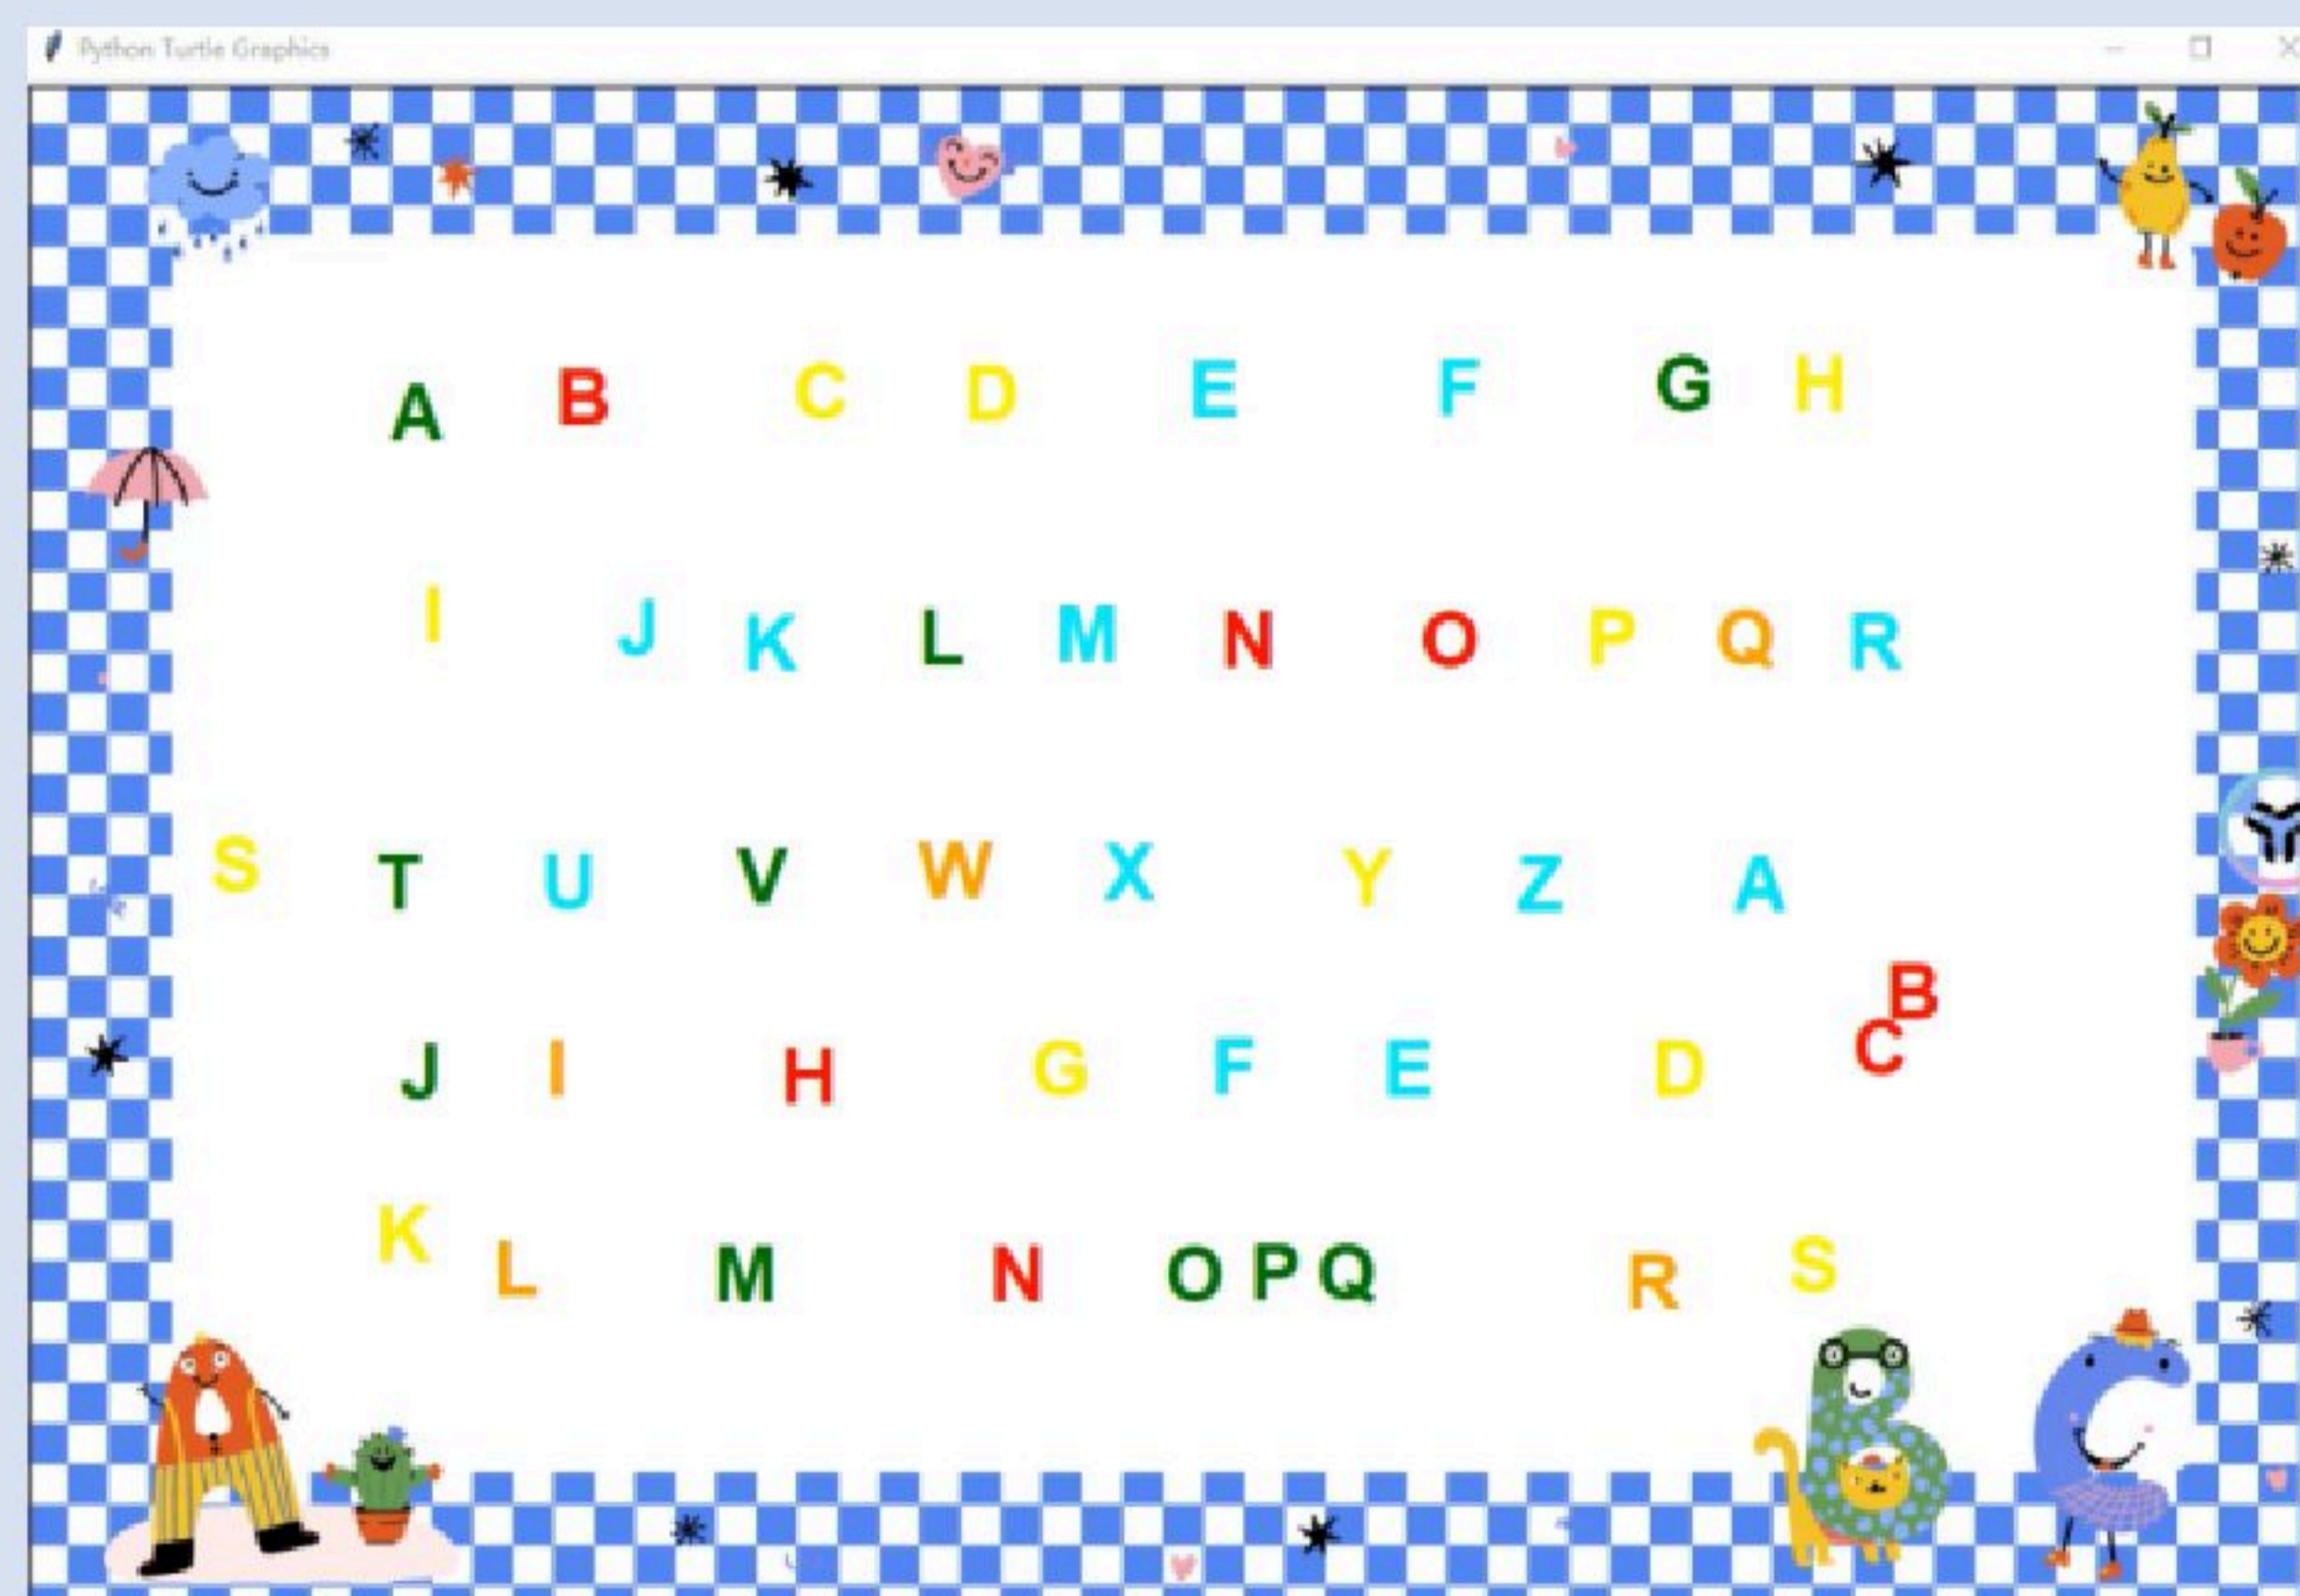 Python Turtle Graphics
A B C D E F G H
I J K L M N O P Q R
S T U V W X Y Z A
B
J I H G F E D C
K L M N O P Q R S